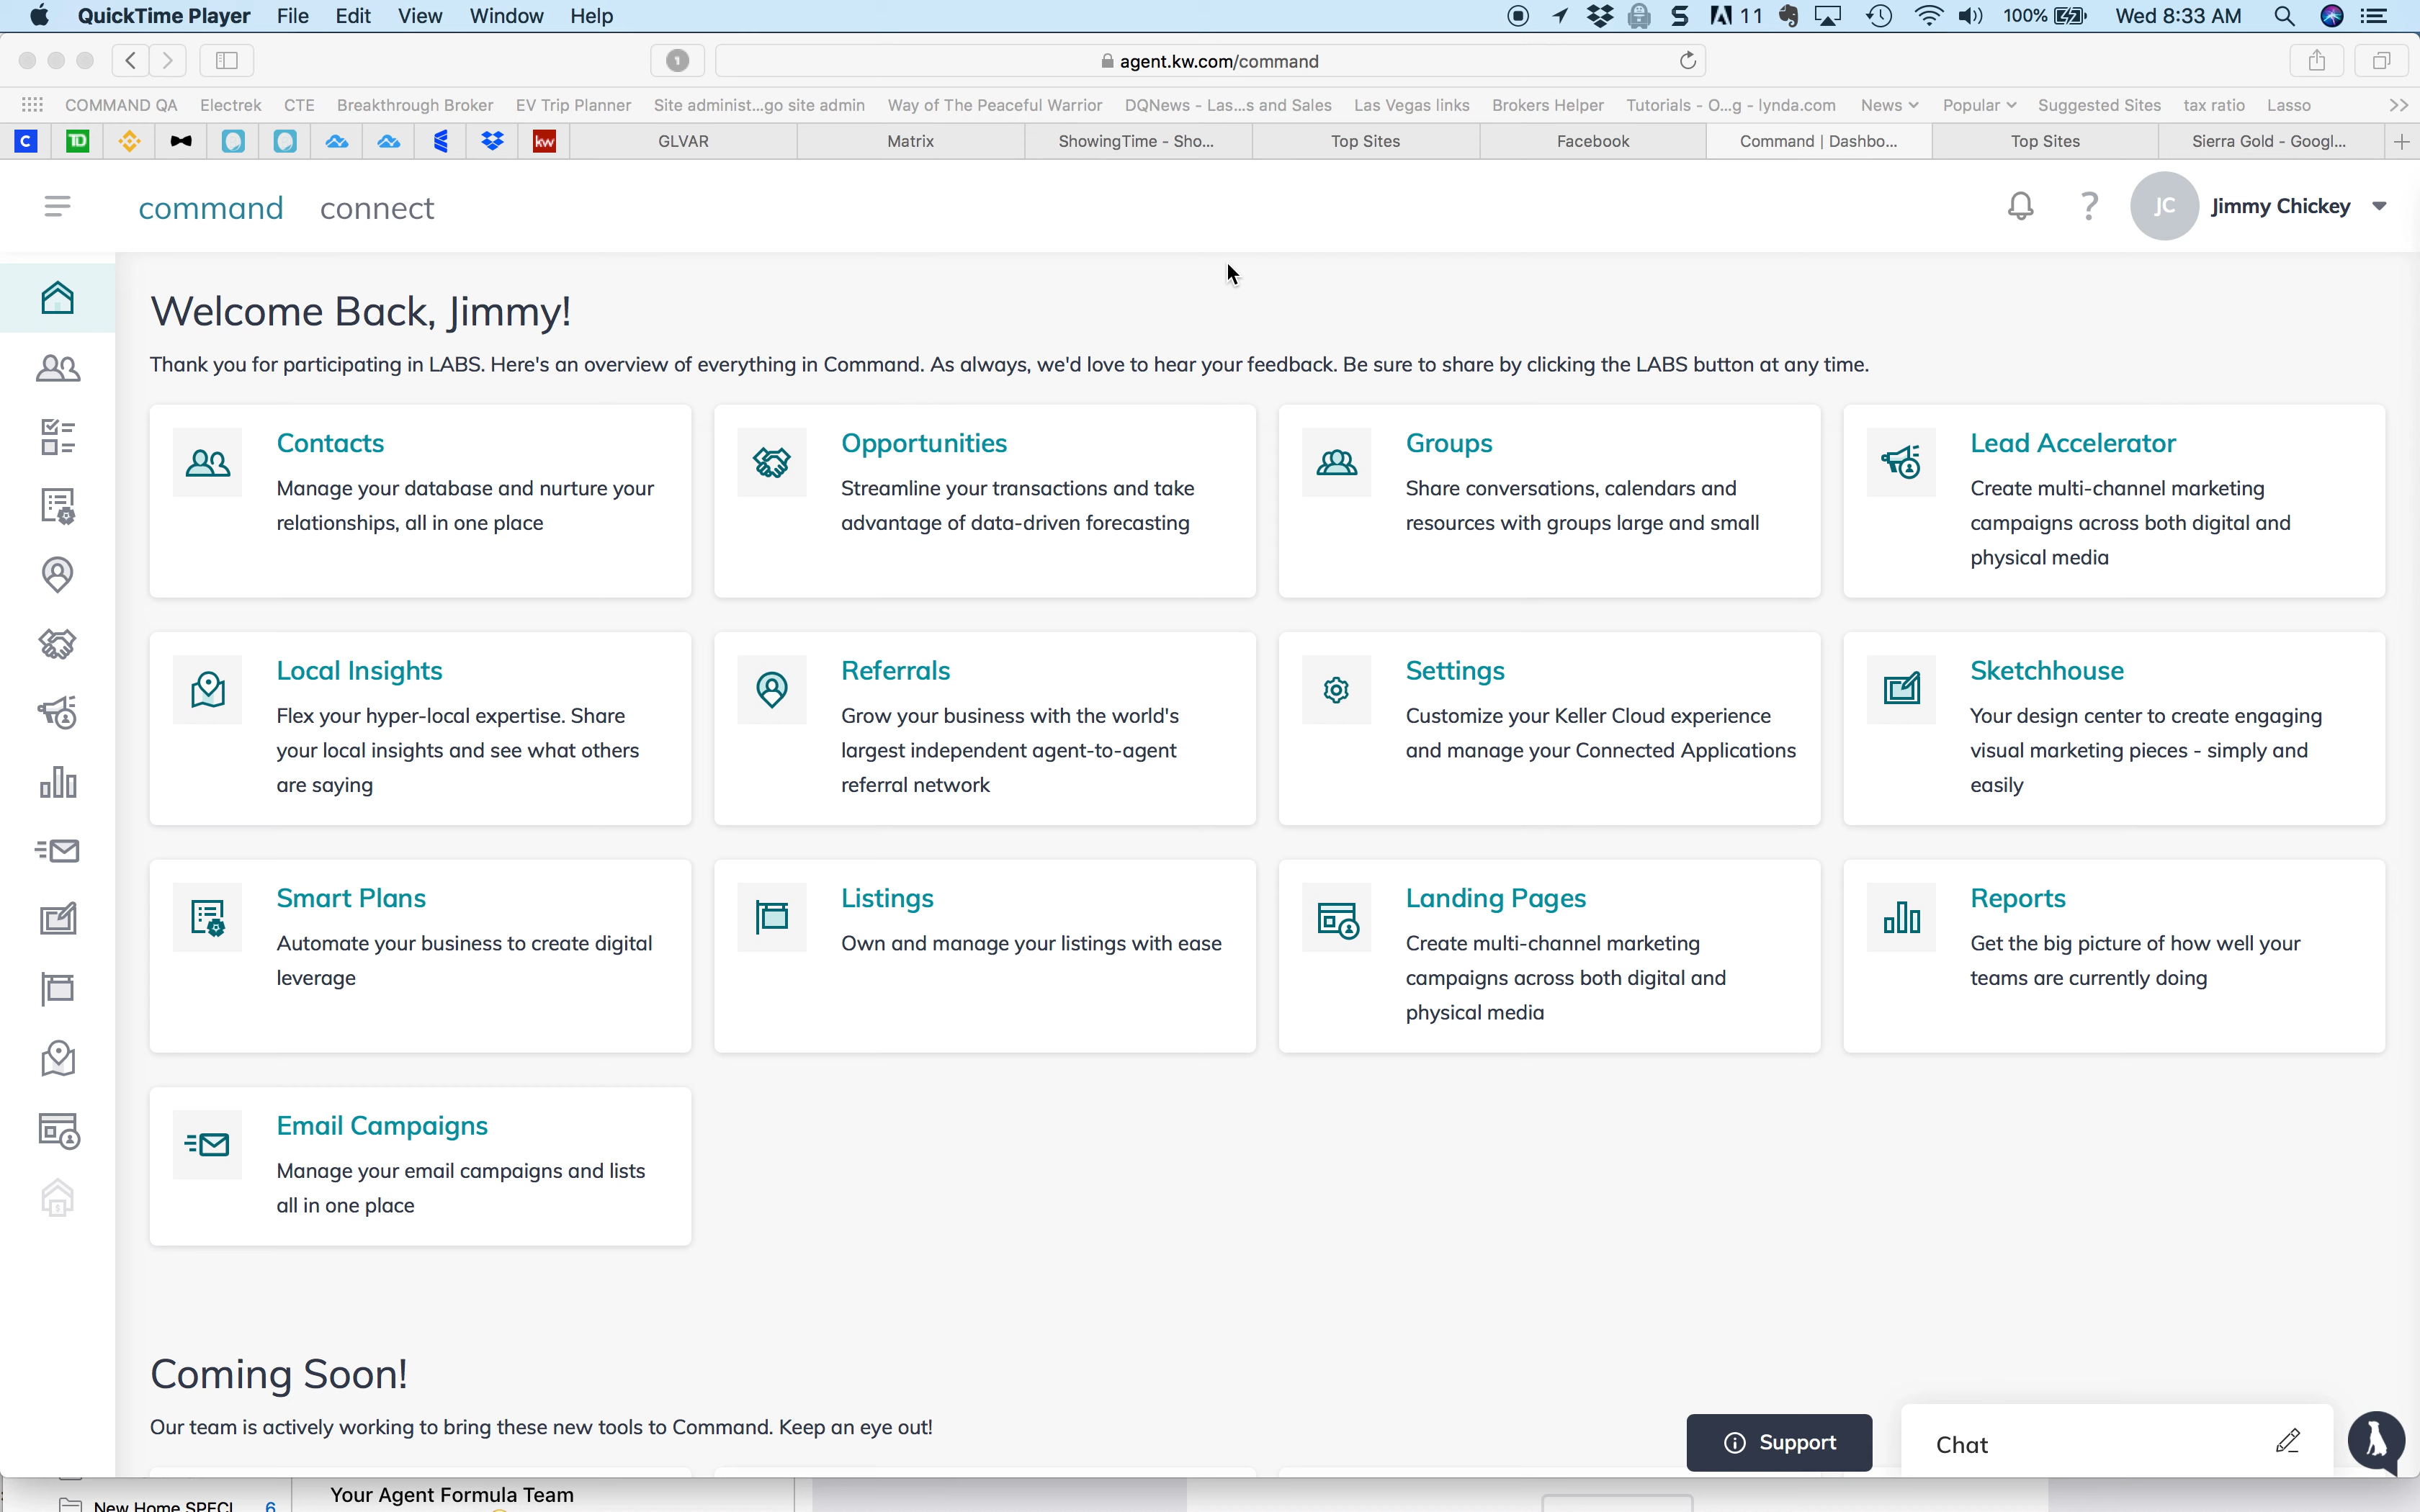 QuickTime Player File Edit View Window Help 11 100% Wed 8:33 AM
1 agent.kw.com/command
COMMAND QA Electrek CTE Breakthrough Broker EV Trip Planner Site administ...go site admin Way of The Peaceful Warrior DQNews - Las...s and Sales Las Vegas links Brokers Helper Tutorials - O...g - lynda.com News Popular Suggested Sites tax ratio Lasso
C TD kw GLVAR Matrix ShowingTime - Sho... Top Sites Facebook Command | Dashbo... Top Sites Sierra Gold - Googl...
command connect ? JC Jimmy Chickey
Welcome Back, Jimmy!
Thank you for participating in LABS. Here's an overview of everything in Command. As always, we'd love to hear your feedback. Be sure to share by clicking the LABS button at any time.
Contacts
Manage your database and nurture your
relationships, all in one place
Opportunities
Streamline your transactions and take
advantage of data-driven forecasting
Groups
Share conversations, calendars and
resources with groups large and small
Lead Accelerator
Create multi-channel marketing
campaigns across both digital and
physical media
Local Insights
Flex your hyper-local expertise. Share
your local insights and see what others
are saying
Referrals
Grow your business with the world's
largest independent agent-to-agent
referral network
Settings
Customize your Keller Cloud experience
and manage your Connected Applications
Sketchhouse
Your design center to create engaging
visual marketing pieces - simply and
easily
Smart Plans
Automate your business to create digital
leverage
Listings
Own and manage your listings with ease
Landing Pages
Create multi-channel marketing
campaigns across both digital and
physical media
Reports
Get the big picture of how well your
teams are currently doing
Email Campaigns
Manage your email campaigns and lists
all in one place
Coming Soon!
Our team is actively working to bring these new tools to Command. Keep an eye out!
Support
Chat
New Home SPECI... 6
Your Agent Formula Team